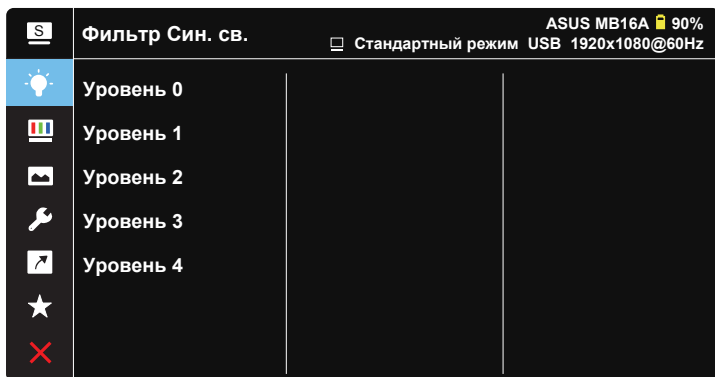 S
Фильтр Син. св.
ASUS MB16A 90%
Стандартный режим USB 1920x1080@60Hz
Уровень 0
Уровень 1
Уровень 2
Уровень 3
Уровень 4